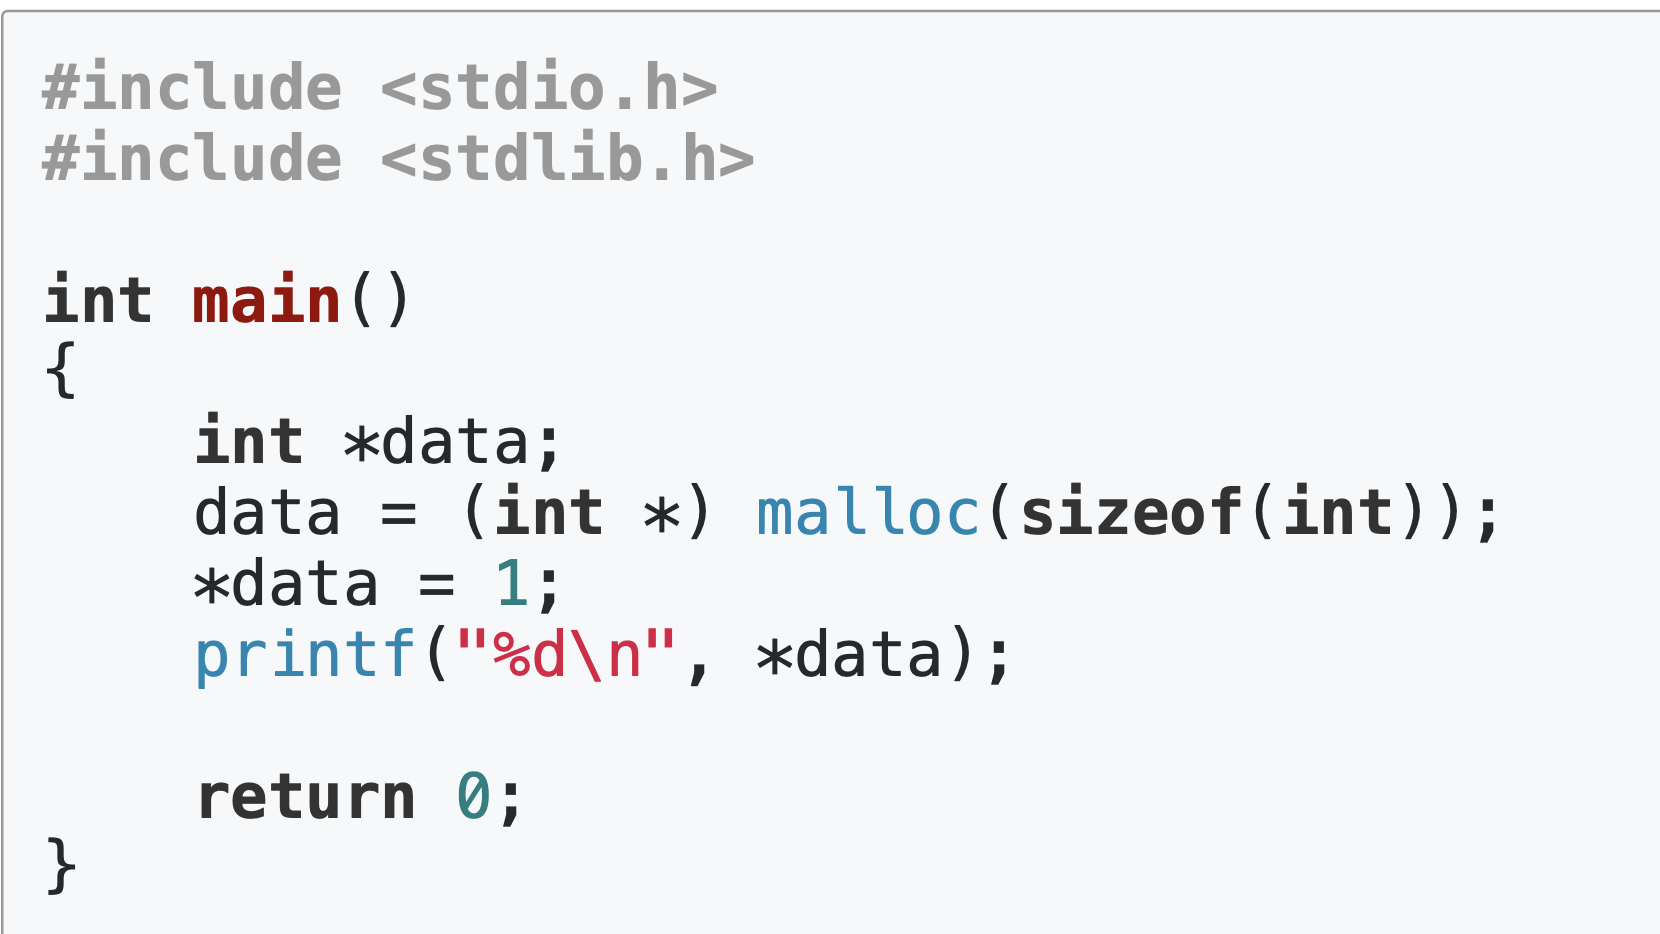 #include <stdio.h>
#include <stdlib.h>
int main()
{
int *data;
data = (int *) malloc(sizeof(int));
*data = 1;
printf("%d\n", *data);
return 0;
}